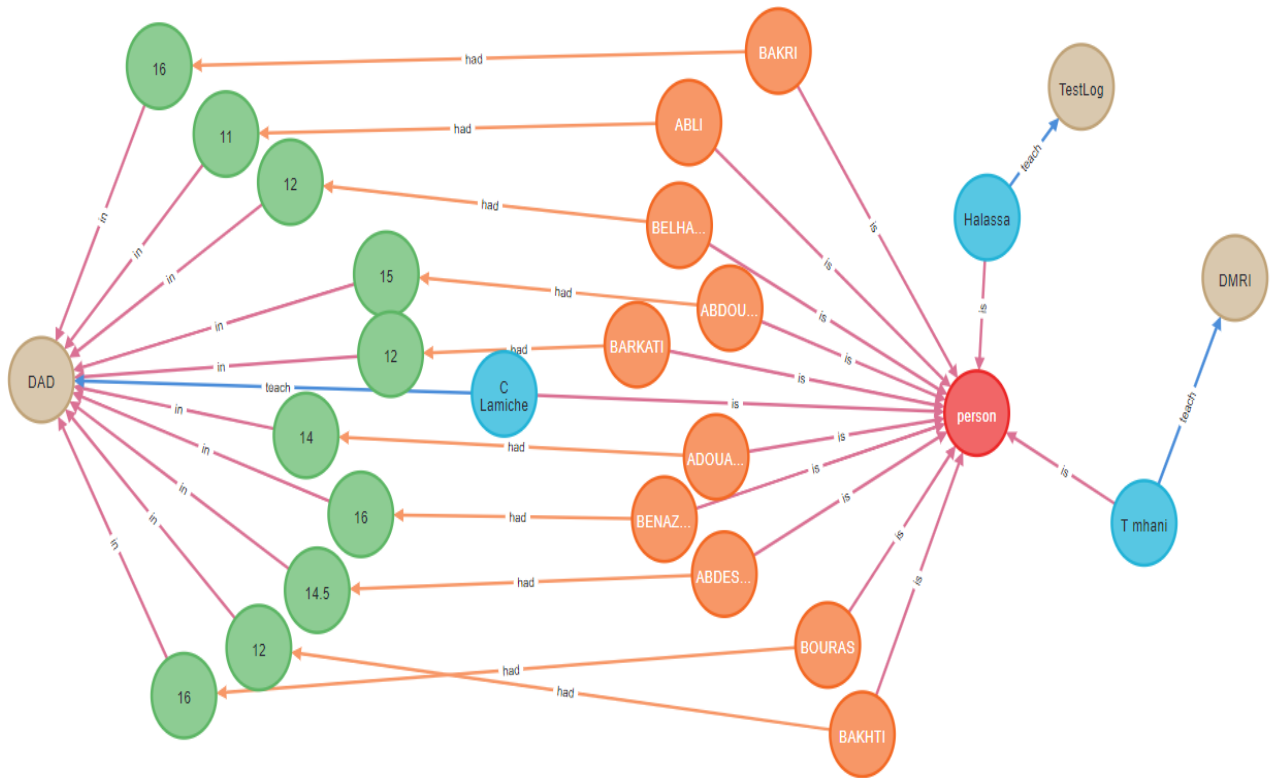 BAKRI
had
16
TestLog
ABLI
had
11
teach
in
12
had
BELHA...
Halassa
is
in
in
is
DMRI
15
had
ABDOU...
is
is
in
12
had
BARKATI
is
in
DAD
teach
C
Lamiche
is
is
person
teach
in
14
had
ADOUA...
is
in
16
had
BENAZ...
is
is
T mhani
in
in
14.5
had
ABDES...
is
is
in
12
had
BOURAS
is
16
had
BAKHTI
in